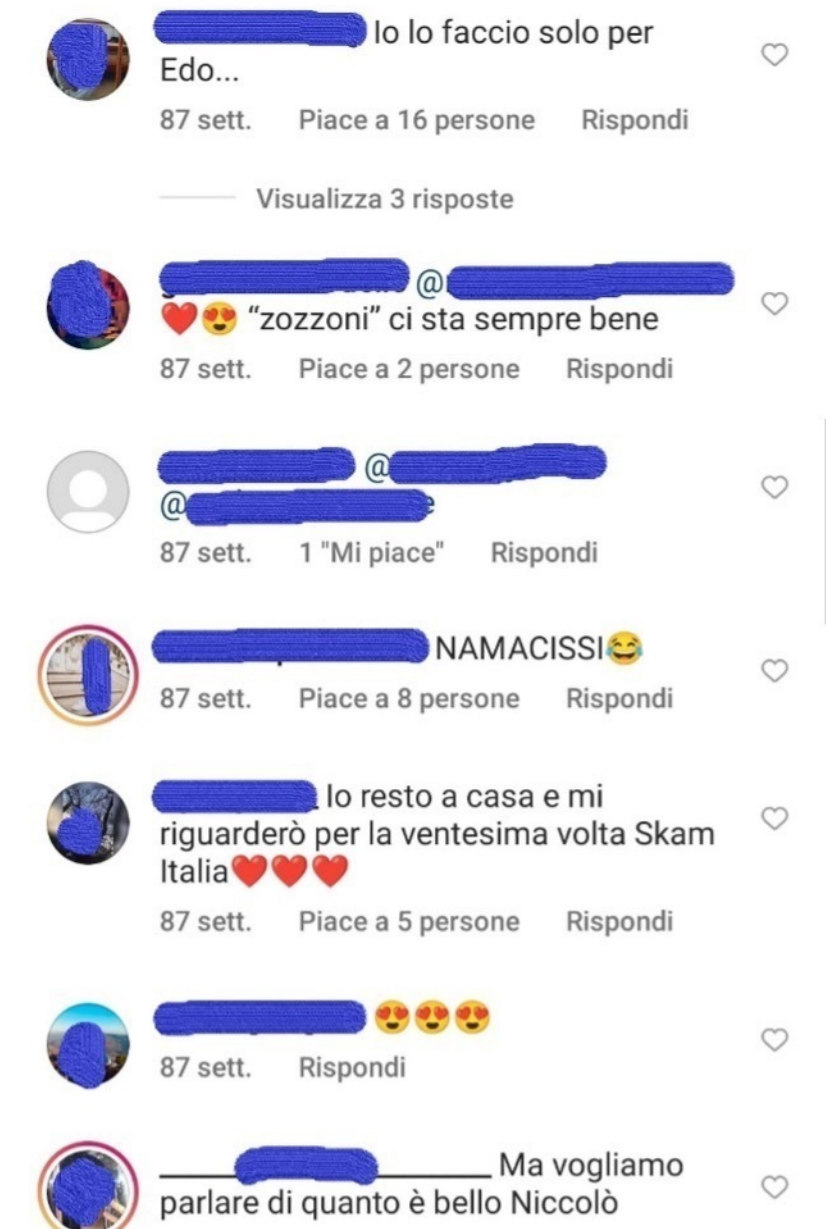 Io lo faccio solo per
Edo...
87 sett. Piace a 16 persone Rispondi
Visualizza 3 risposte
@
❤️😍 “zozzoni” ci sta sempre bene
87 sett. Piace a 2 persone Rispondi
@
@
87 sett. 1 "Mi piace" Rispondi
NAMACISSI😂
87 sett. Piace a 8 persone Rispondi
Io resto a casa e mi
riguarderò per la ventesima volta Skam
Italia❤️❤️❤️
87 sett. Piace a 5 persone Rispondi
😍😍😍
87 sett. Rispondi
Ma vogliamo
parlare di quanto è bello Niccolò